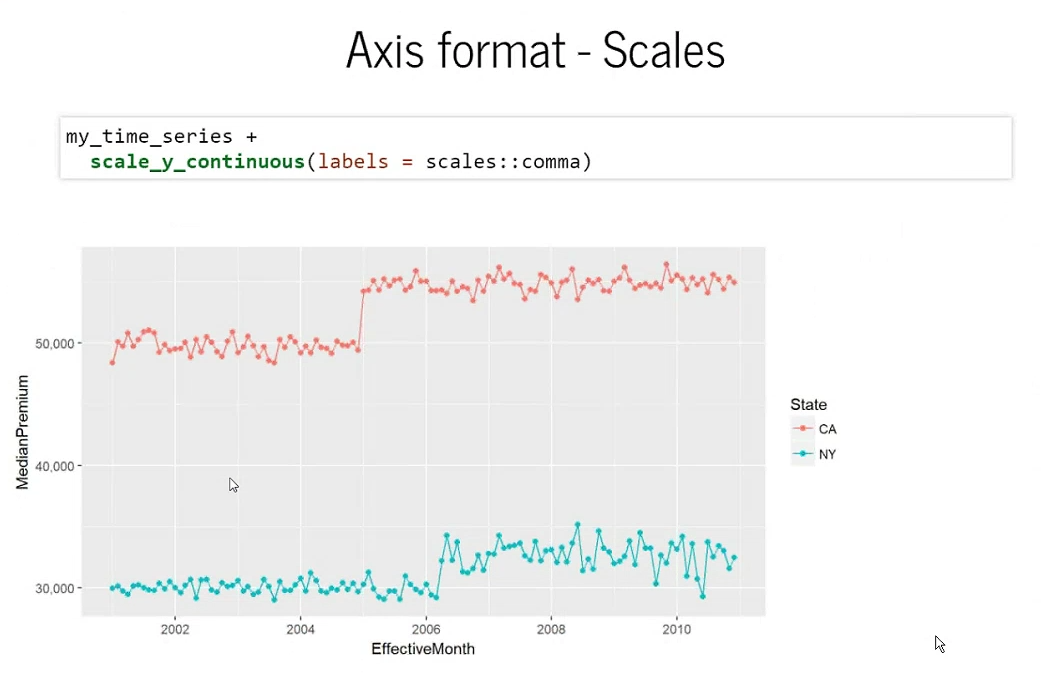 Axis format - Scales
my_time_series +
scale_y_continuous(labels = scales::comma)
50,000
40,000
30,000
MedianPremium
2002 2004 2006 2008 2010
EffectiveMonth
State
CA
NY